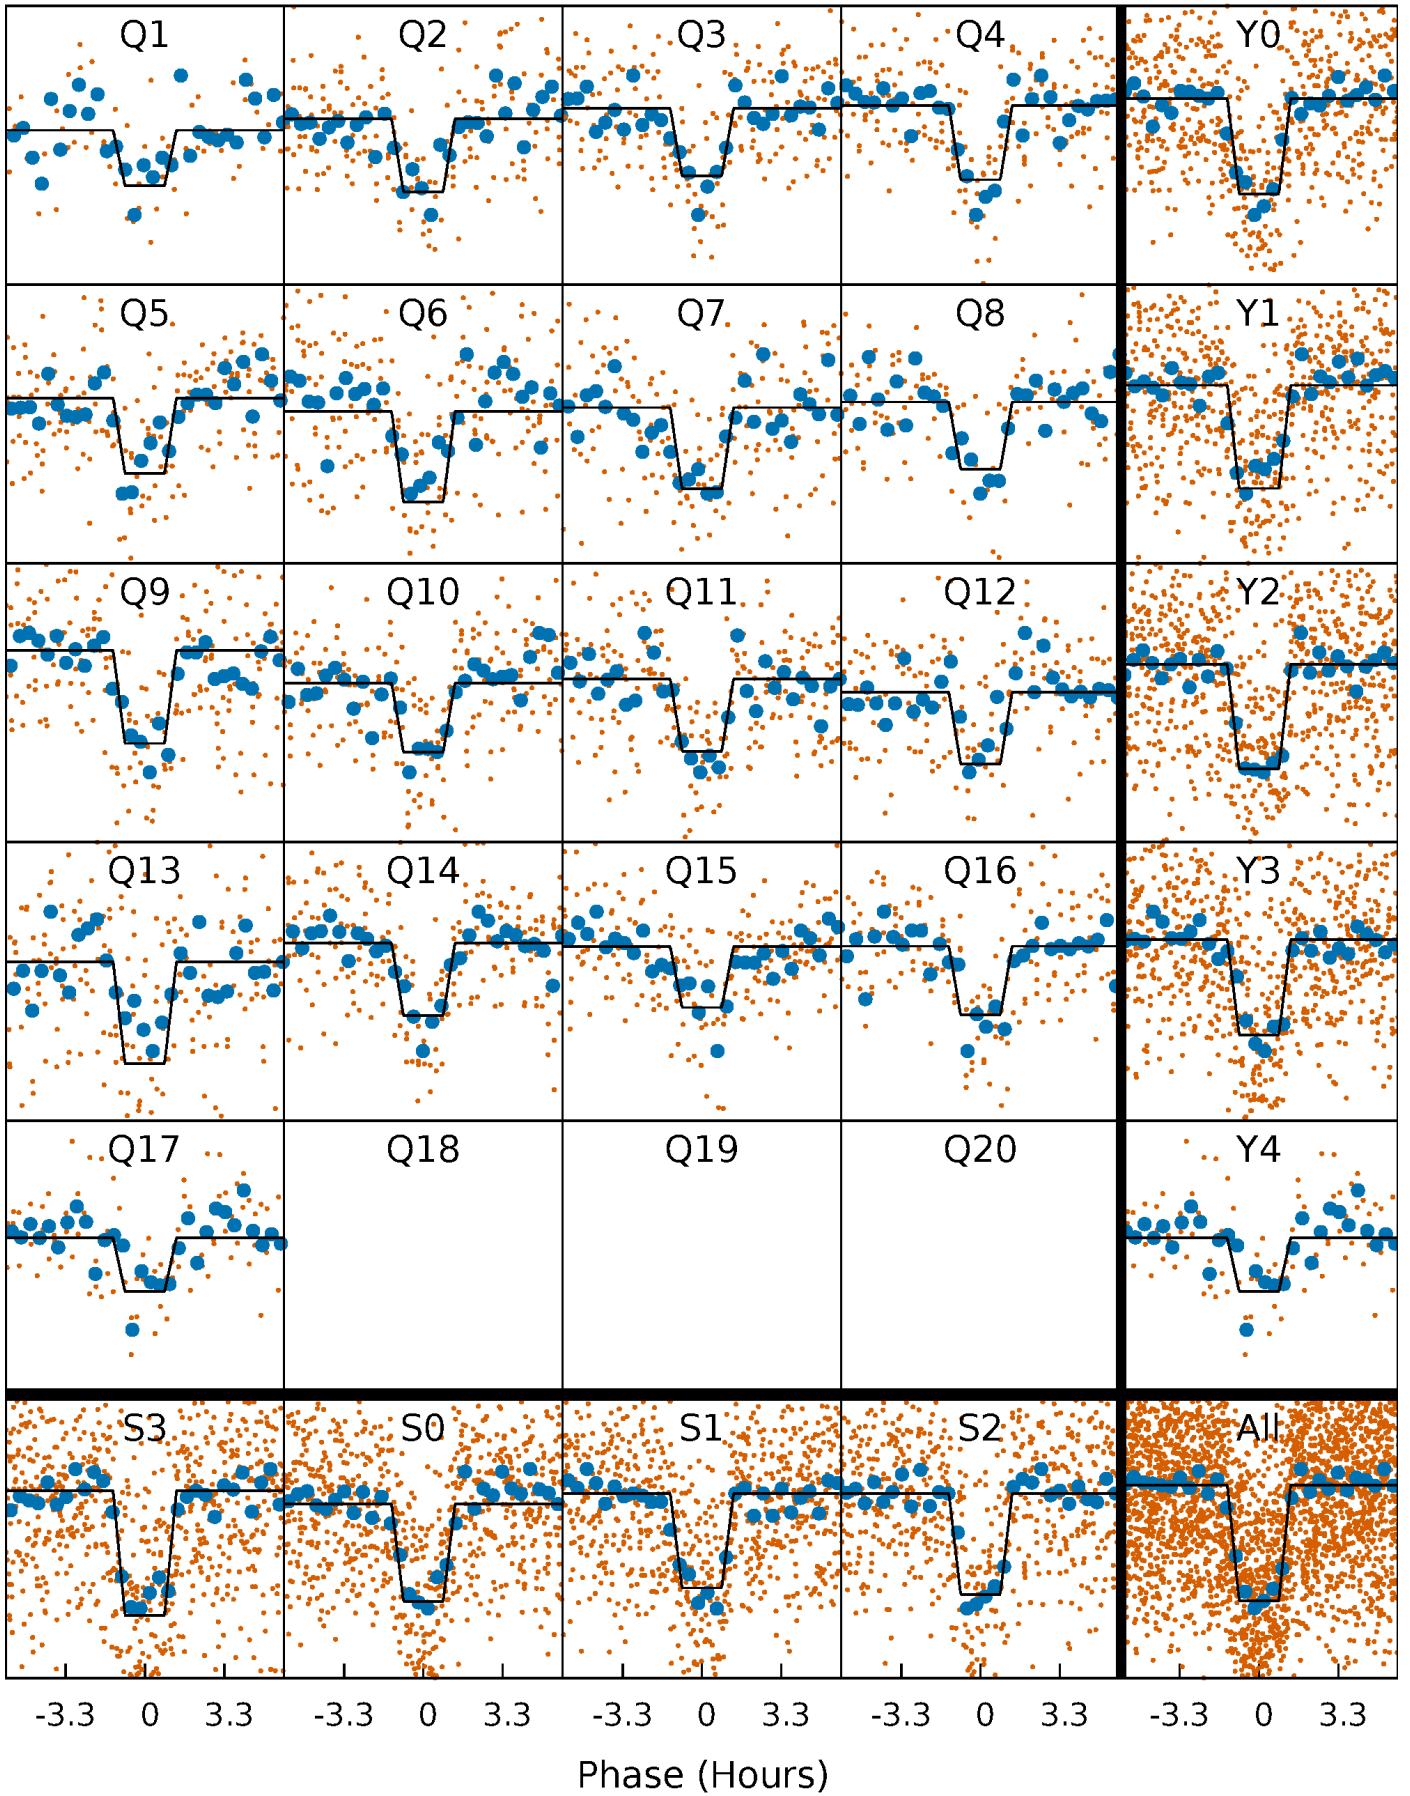 Q1 Q2 Q3 Q4 Y0
Q5 Q6 Q7 Q8 Y1
Q9 Q10 Q11 Q12 Y2
Q13 Q14 Q15 Q16 Y3
Q17 Q18 Q19 Q20 Y4
S3 S0 S1 S2 All
-3.3 0 3.3 -3.3 0 3.3 -3.3 0 3.3 -3.3 0 3.3 -3.3 0 3.3
Phase (Hours)